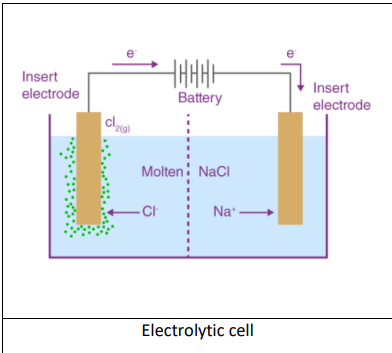 e⁻
e⁻
Insert
electrode
Battery
Insert
electrode
cl₂(g)
Molten NaCl
Cl⁻
Na⁺
Electrolytic cell